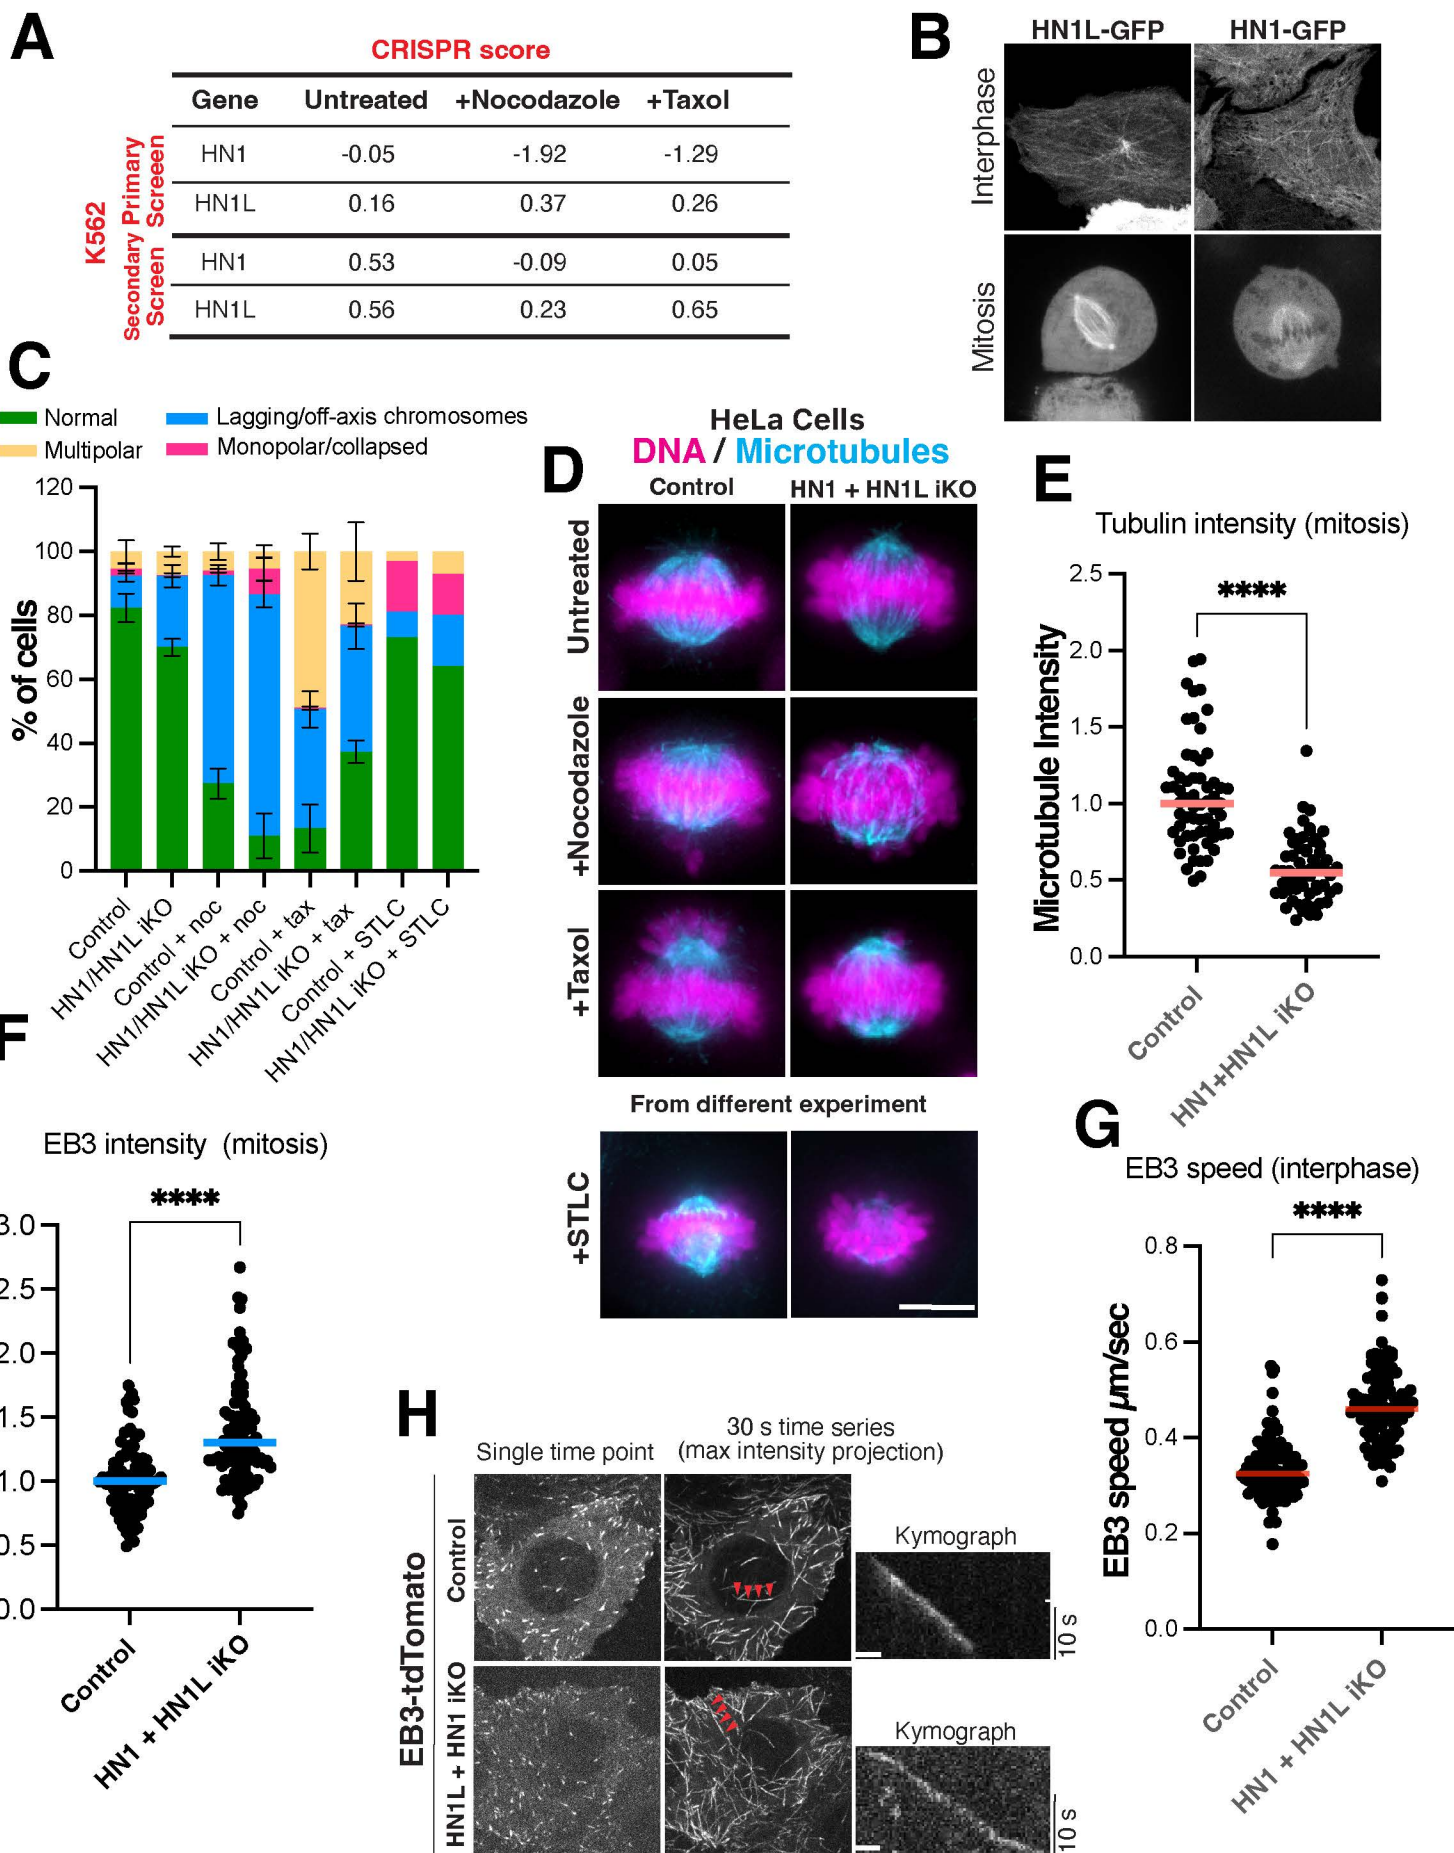 A
CRISPR score
Gene Untreated +Nocodazole +Taxol
K562
Primary Screeen
HN1 -0.05 -1.92 -1.29
HN1L 0.16 0.37 0.26
Secondary Screen
HN1 0.53 -0.09 0.05
HN1L 0.56 0.23 0.65
B
HN1L-GFP HN1-GFP
Interphase
Mitosis
C
Normal Lagging/off-axis chromosomes
Multipolar Monopolar/collapsed
% of cells
120
100
80
60
40
20
0
Control
HN1/HN1L iKO
Control + noc
HN1/HN1L iKO + noc
Control + tax
HN1/HN1L iKO + tax
Control + STLC
HN1/HN1L iKO + STLC
D
HeLa Cells
DNA / Microtubules
Control HN1 + HN1L iKO
Untreated
+Nocodazole
+Taxol
From different experiment
+STLC
E
Tubulin intensity (mitosis)
****
Microtubule Intensity
2.5
2.0
1.5
1.0
0.5
0.0
Control
HN1+HN1L iKO
F
EB3 intensity (mitosis)
****
3.0
2.5
2.0
1.5
1.0
0.5
0.0
Control
HN1 + HN1L iKO
G
EB3 speed (interphase)
****
EB3 speed µm/sec
0.8
0.6
0.4
0.2
0.0
Control
HN1 + HN1L iKO
H
Single time point
30 s time series
(max intensity projection)
EB3-tdTomato
Control
Kymograph
10 s
HN1L + HN1 iKO
Kymograph
10 s